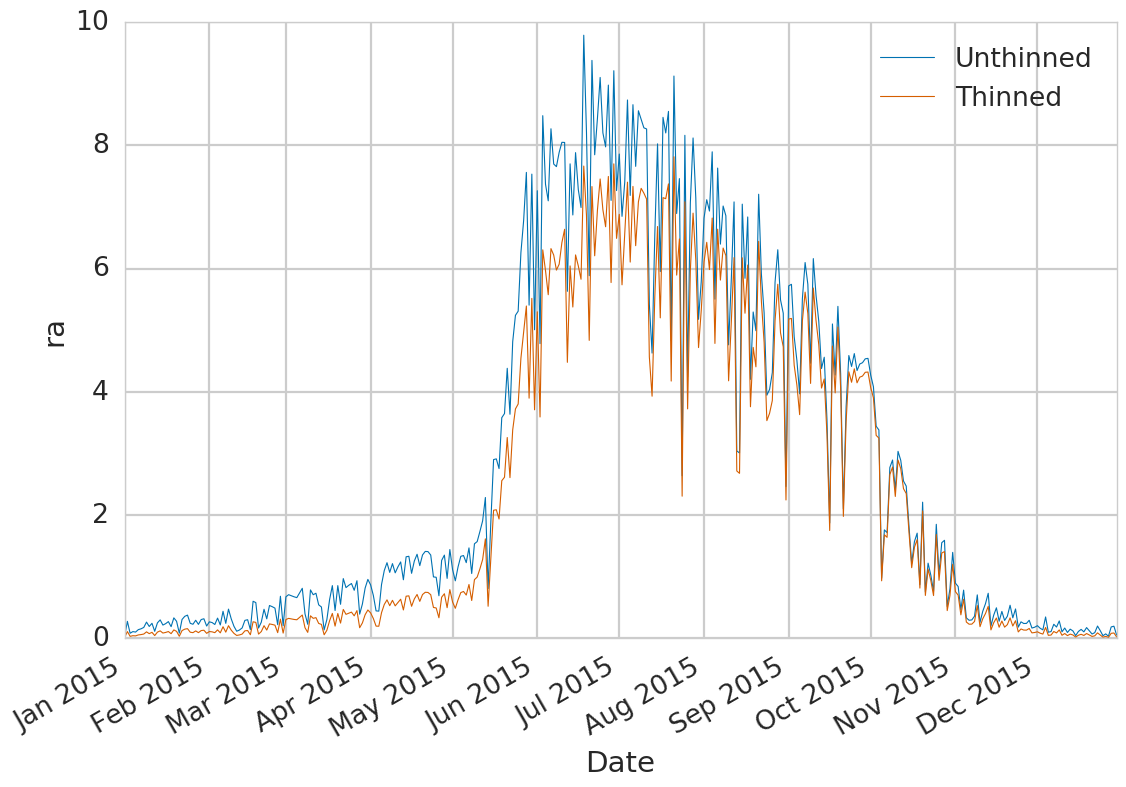 10
8
6
4
2
0
ra
Unthinned
Thinned
Jan 2015
Feb 2015
Mar 2015
Apr 2015
May 2015
Jun 2015
Jul 2015
Aug 2015
Sep 2015
Oct 2015
Nov 2015
Dec 2015
Date